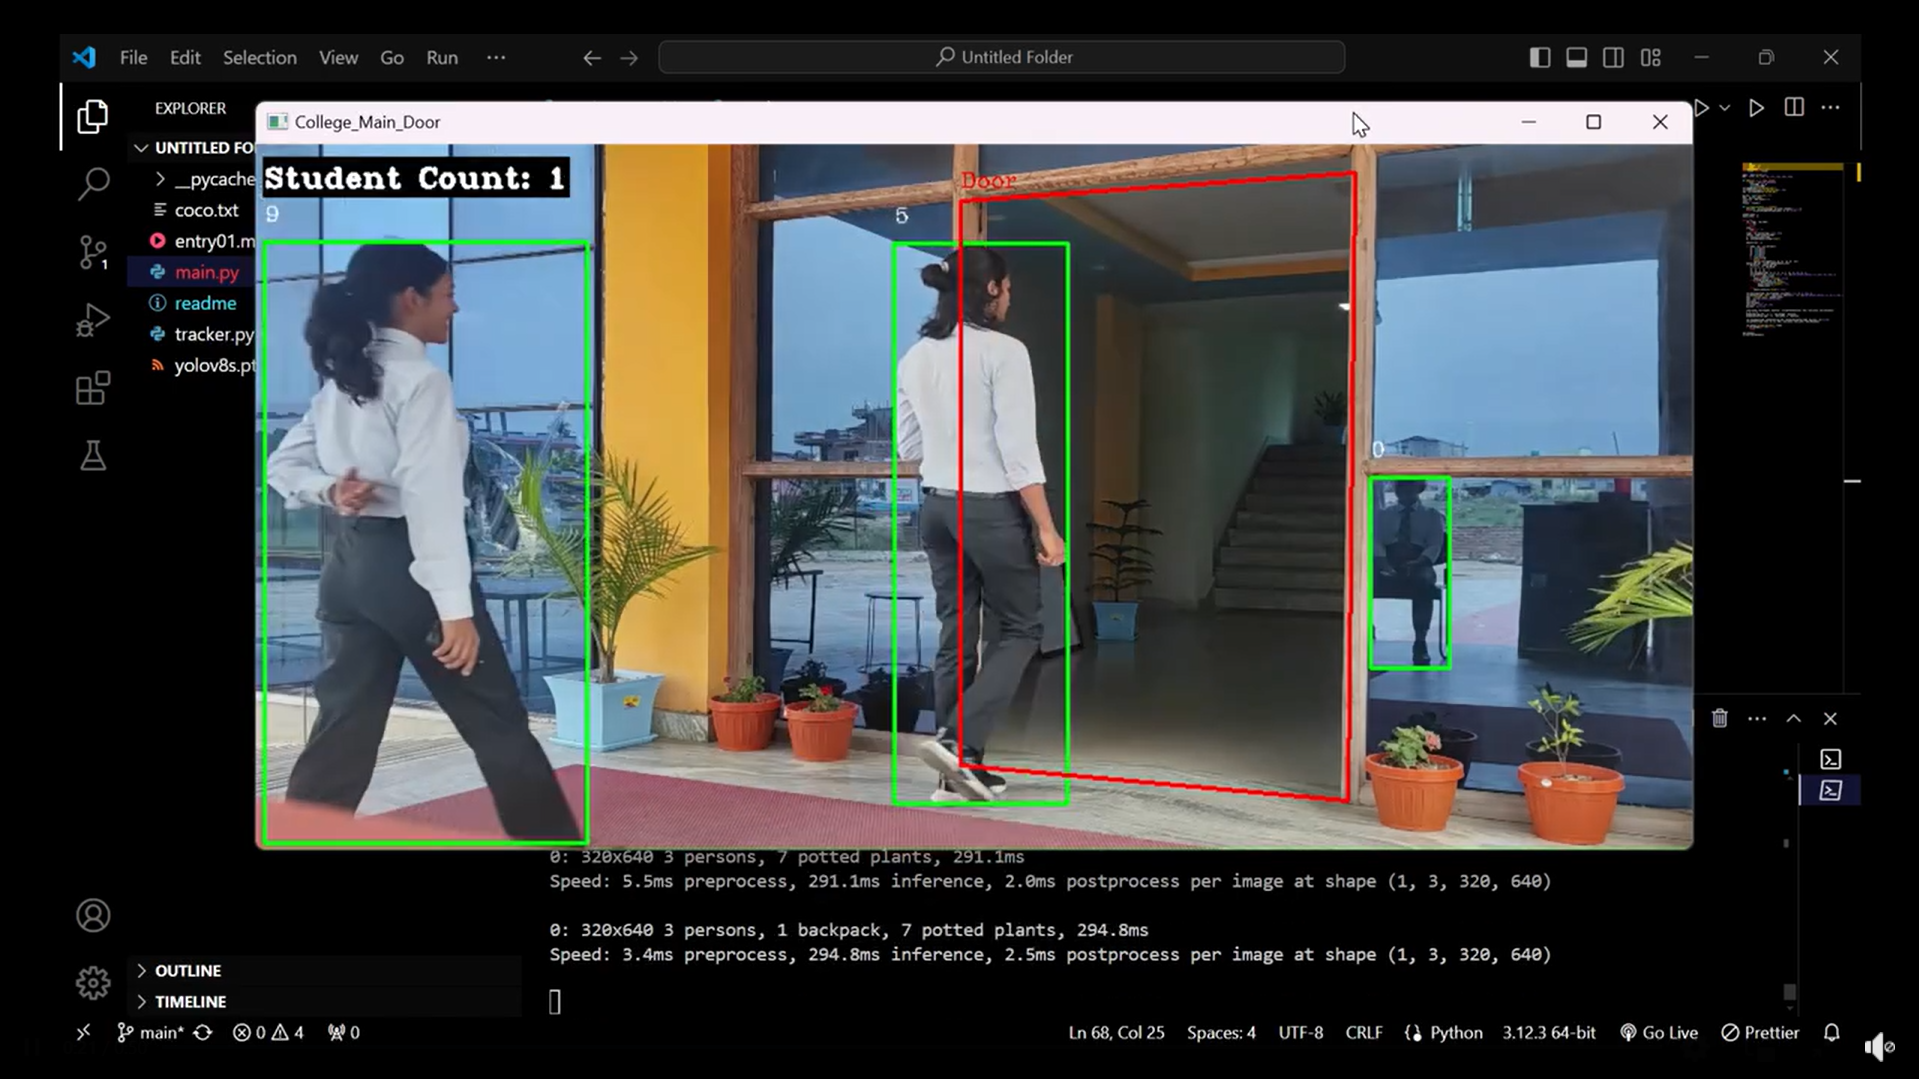 File Edit Selection View Go Run ··· Untitled Folder
EXPLORER
College_Main_Door
UNTITLED FO
Student Count: 1
__pycache
coco.txt
entry01.m
main.py
readme
tracker.py
yolov8s.pt
9
5
Door
0
1
0: 320x640 3 persons, 7 potted plants, 291.1ms
Speed: 5.5ms preprocess, 291.1ms inference, 2.0ms postprocess per image at shape (1, 3, 320, 640)
0: 320x640 3 persons, 1 backpack, 7 potted plants, 294.8ms
Speed: 3.4ms preprocess, 294.8ms inference, 2.5ms postprocess per image at shape (1, 3, 320, 640)
OUTLINE
TIMELINE
main* 0 4 0 Ln 68, Col 25 Spaces: 4 UTF-8 CRLF Python 3.12.3 64-bit Go Live Prettier